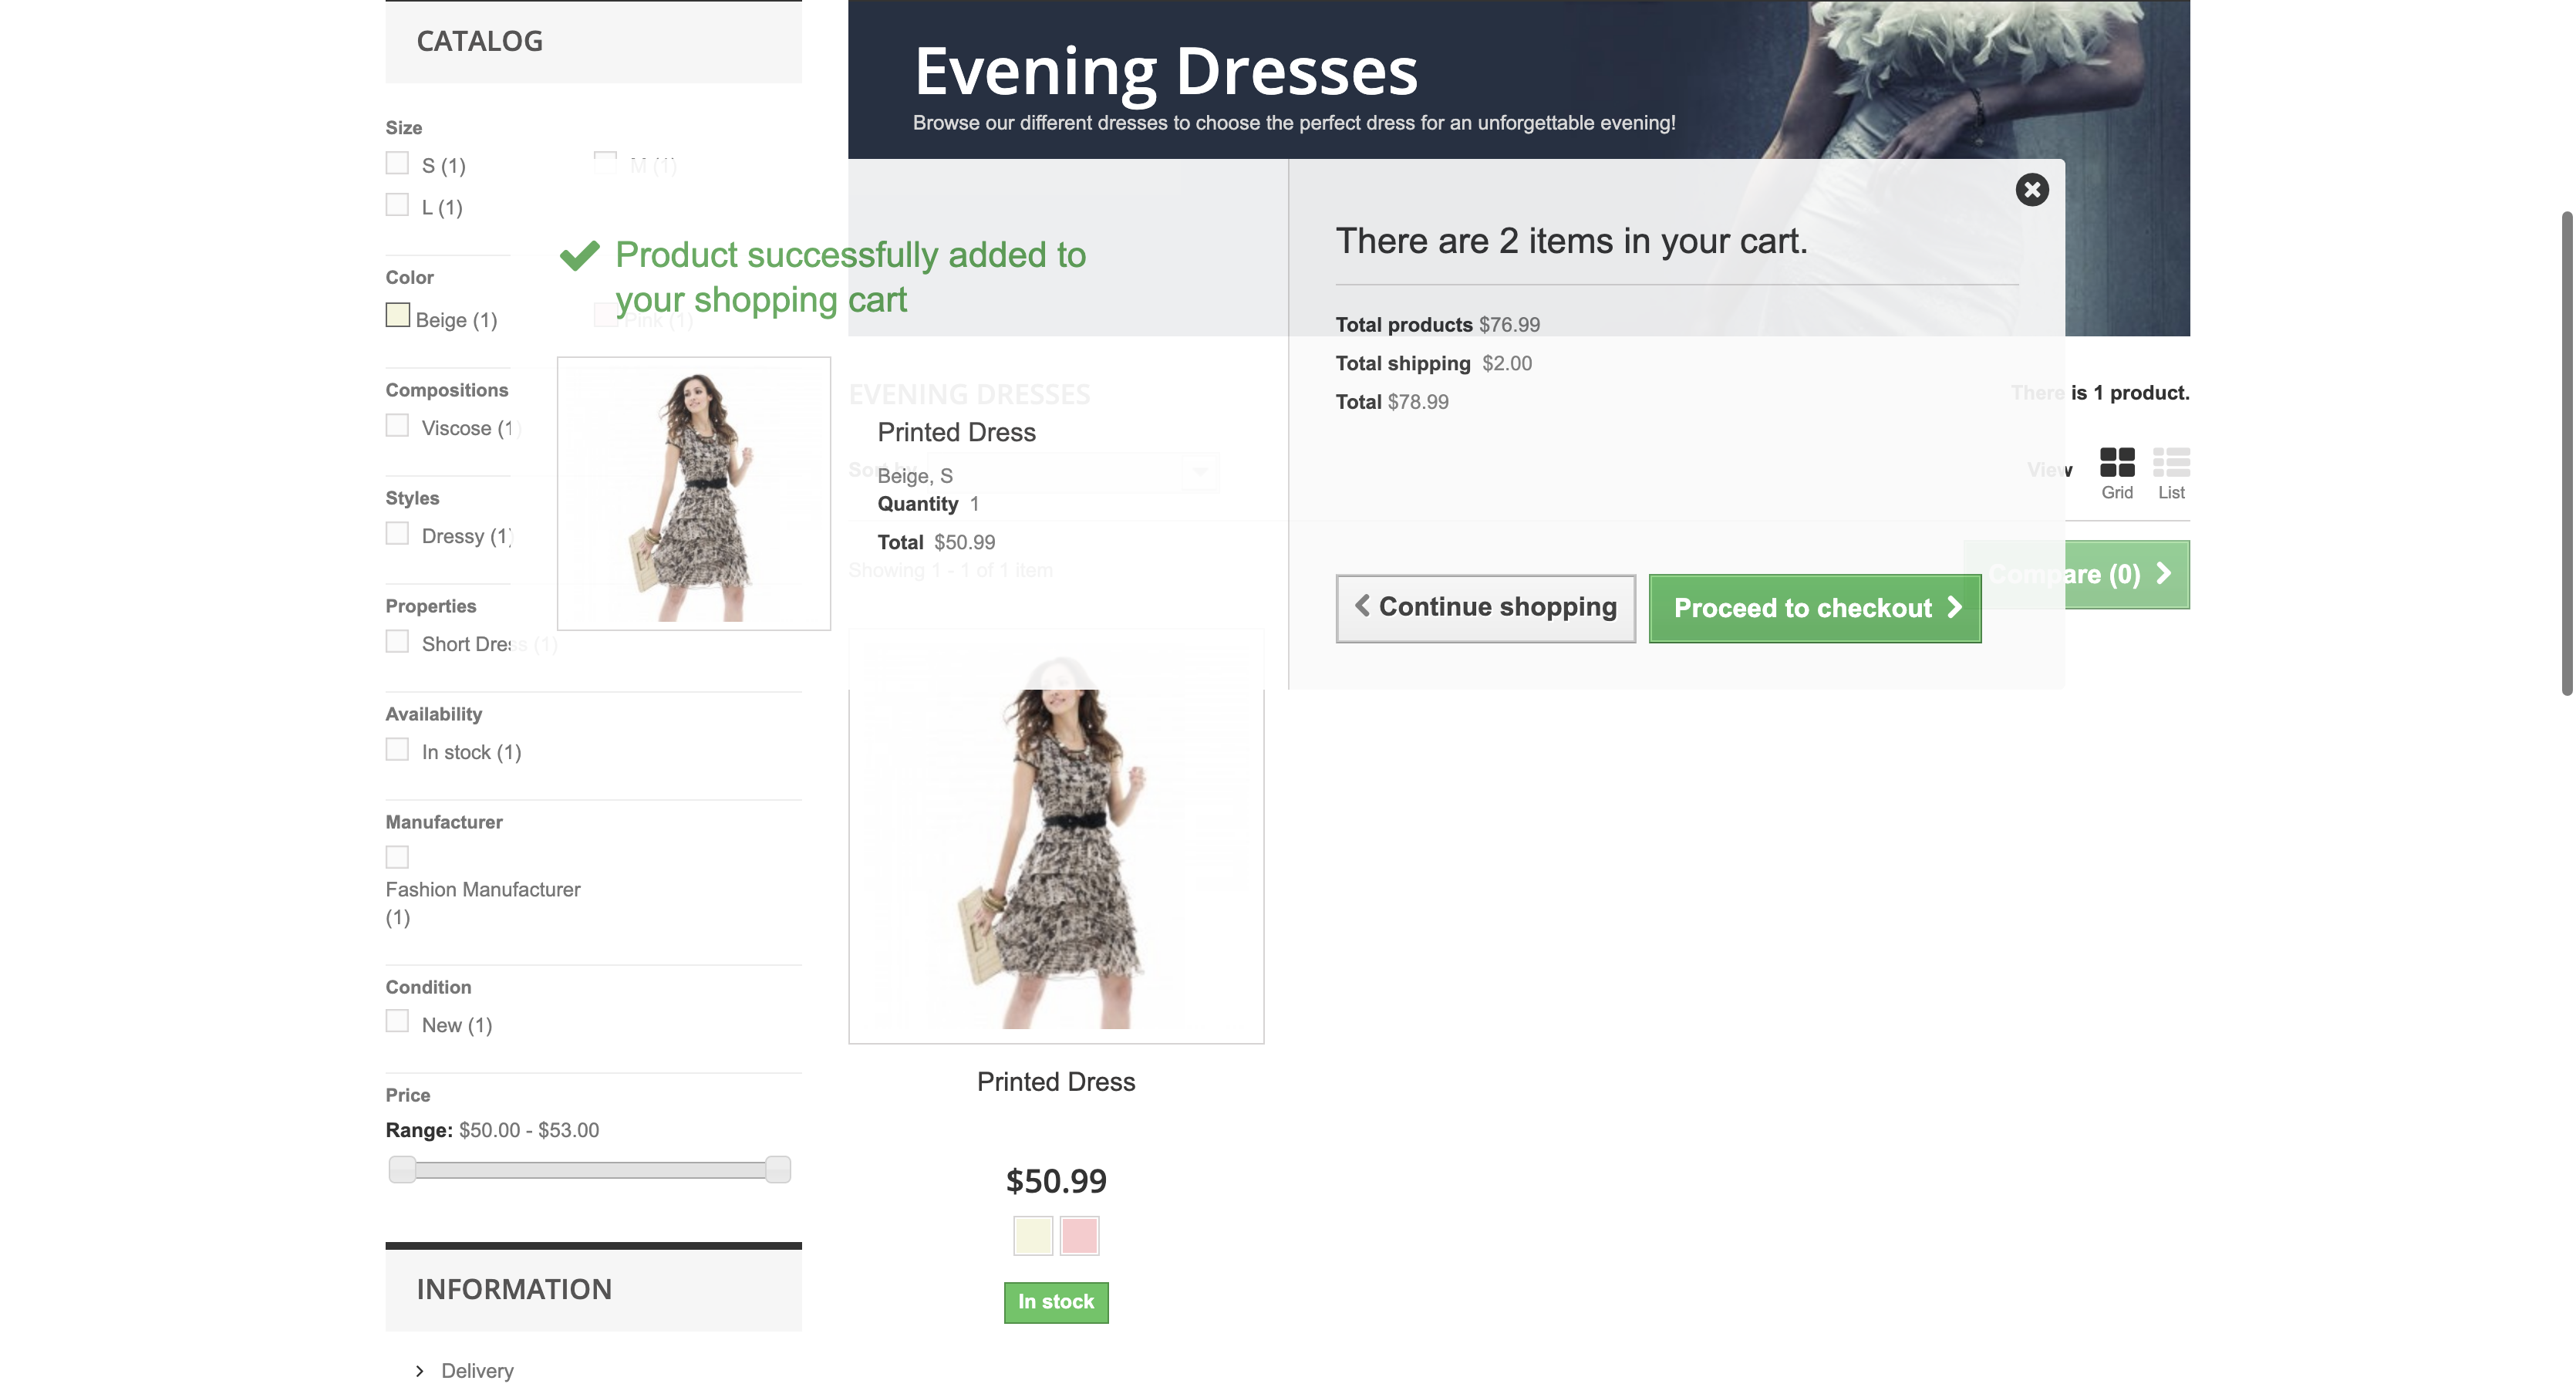 CATALOG
Size
S (1)
M (1)
L (1)
Color
Beige (1)
Pink (1)
Compositions
Viscose (1)
Styles
Dressy (1)
Properties
Short Dress (1)
Availability
In stock (1)
Manufacturer
Fashion Manufacturer
(1)
Condition
New (1)
Price
Range: $50.00 - $53.00
INFORMATION
Delivery
Evening Dresses
Browse our different dresses to choose the perfect dress for an unforgettable evening!
Product successfully added to
your shopping cart
Printed Dress
Beige, S
Quantity 1
Total $50.99
There are 2 items in your cart.
Total products $76.99
Total shipping $2.00
Total $78.99
Continue shopping
Proceed to checkout
EVENING DRESSES
There is 1 product.
Sort by
View
Grid
List
Showing 1 - 1 of 1 item
Compare (0)
Printed Dress
$50.99
In stock